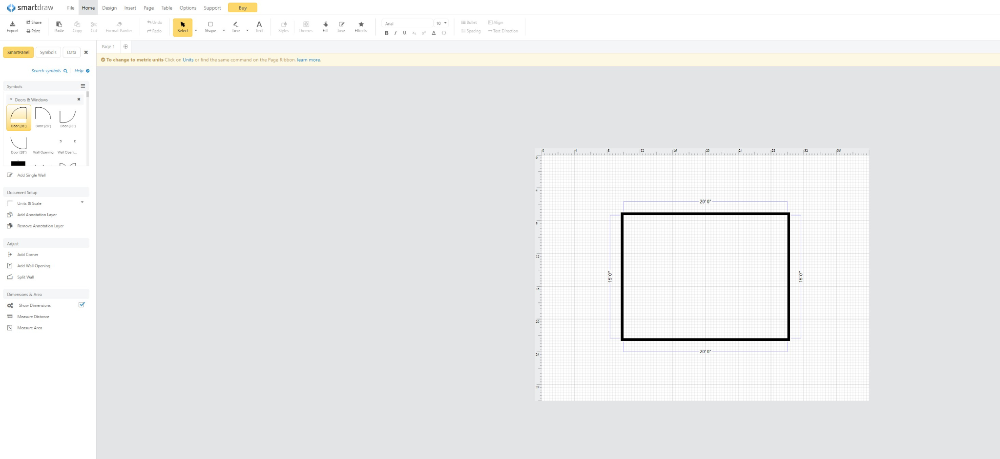 smartdraw File Home Design Insert Page Table Options Support Buy
Export Share Print Paste Copy Cut Format Painter Undo Redo Select Shape Line Text Styles Themes Fill Line Effects Arial 10 B I U x₂ x² A Bullet Spacing Align Text Direction
SmartPanel Symbols Data
Page 1
To change to metric units Click on Units or find the same command on the Page Ribbon. learn more.
Search symbols Help
Symbols
Doors & Windows
Door (28") Door (28") Door (28")
Door (28") Wall Opening Wall Openi...
Add Single Wall
Document Setup
Units & Scale
Add Annotation Layer
Remove Annotation Layer
Adjust
Add Corner
Add Wall Opening
Split Wall
Dimensions & Area
Show Dimensions
Measure Distance
Measure Area
0 4 8 12 16 20 24 28 32 36
0
4
8
12
16
20
24
28
20' 0"
15' 0"
15' 0"
20' 0"